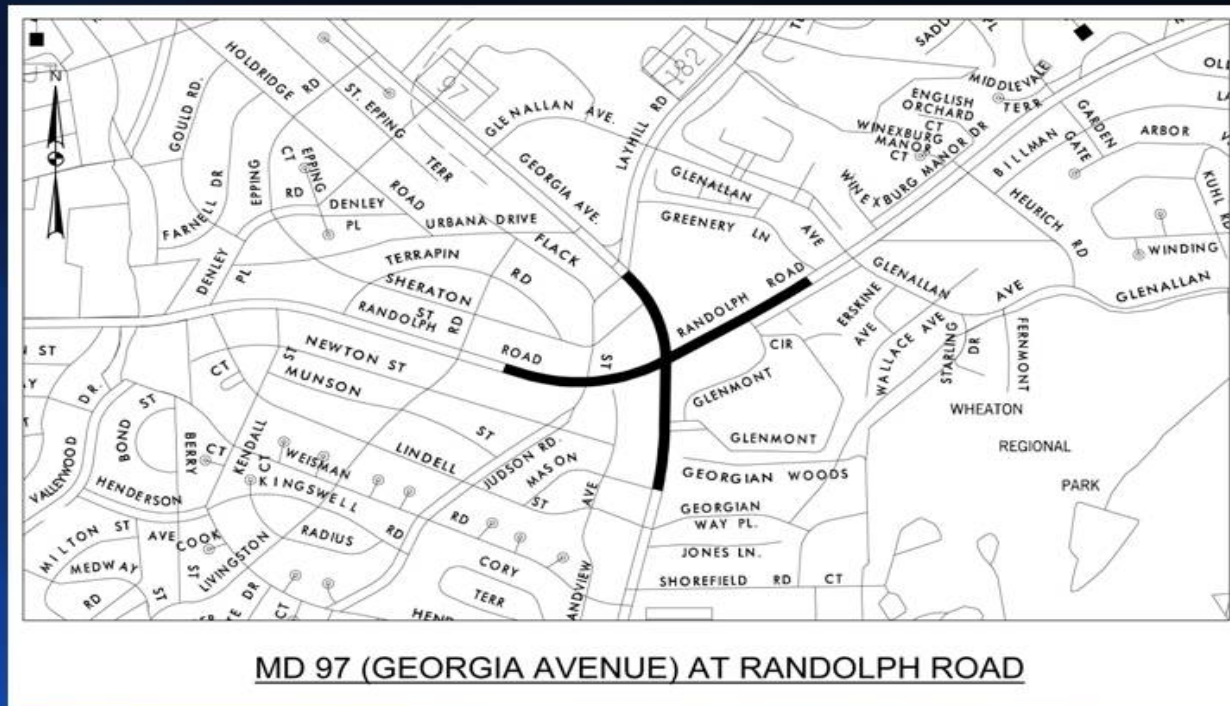 HOLDRIDGE RD
ST. EPPING TERR
97
182
GLENALLAN AVE.
LAYHILL RD
GEORGIA AVE.
GOULD RD.
N
EPPING
EPPING CT
RD
DENLEY
PL
ROAD
URBANA DRIVE
FLACK
ST
FARNELL DR
DENLEY PL
TERRAPIN RD
SHERATON ST
RANDOLPH
RD
ROAD
RANDOLPH ROAD
GLENALLAN AVE
GREENERY LN
MIDDLEVALE
TERR
ENGLISH
ORCHARD
CT
WINEXBURG
MANOR
CT
WINEXBURG MANOR DR
BILLMAN
GARDEN
GATE
ARBOR
KUHL RD
HEURICH RD
WINDING
GLENALLAN AVE
GLENALLAN
ERSKINE AVE
WALLACE AVE
STARLING DR
FERNMONT
WHEATON
REGIONAL
PARK
CIR
GLENMONT
GLENMONT
GEORGIAN WOODS
GEORGIAN
WAY PL.
JONES LN.
SHOREFIELD RD CT
NEWTON ST
MUNSON ST
LINDELL ST
JUDSON RD.
MASON
AVE
ST
CT
KENDALL
CT
WEISMAN
KINGSWELL RD
RADIUS RD
CORY
TERR
VALLEYWOOD DR.
BOND ST
BERRY ST
CT
HENDERSON AVE
COOK
LIVINGSTON
MILTON ST
MEDWAY ST
RD
DR
CT
MD 97 (GEORGIA AVENUE) AT RANDOLPH ROAD